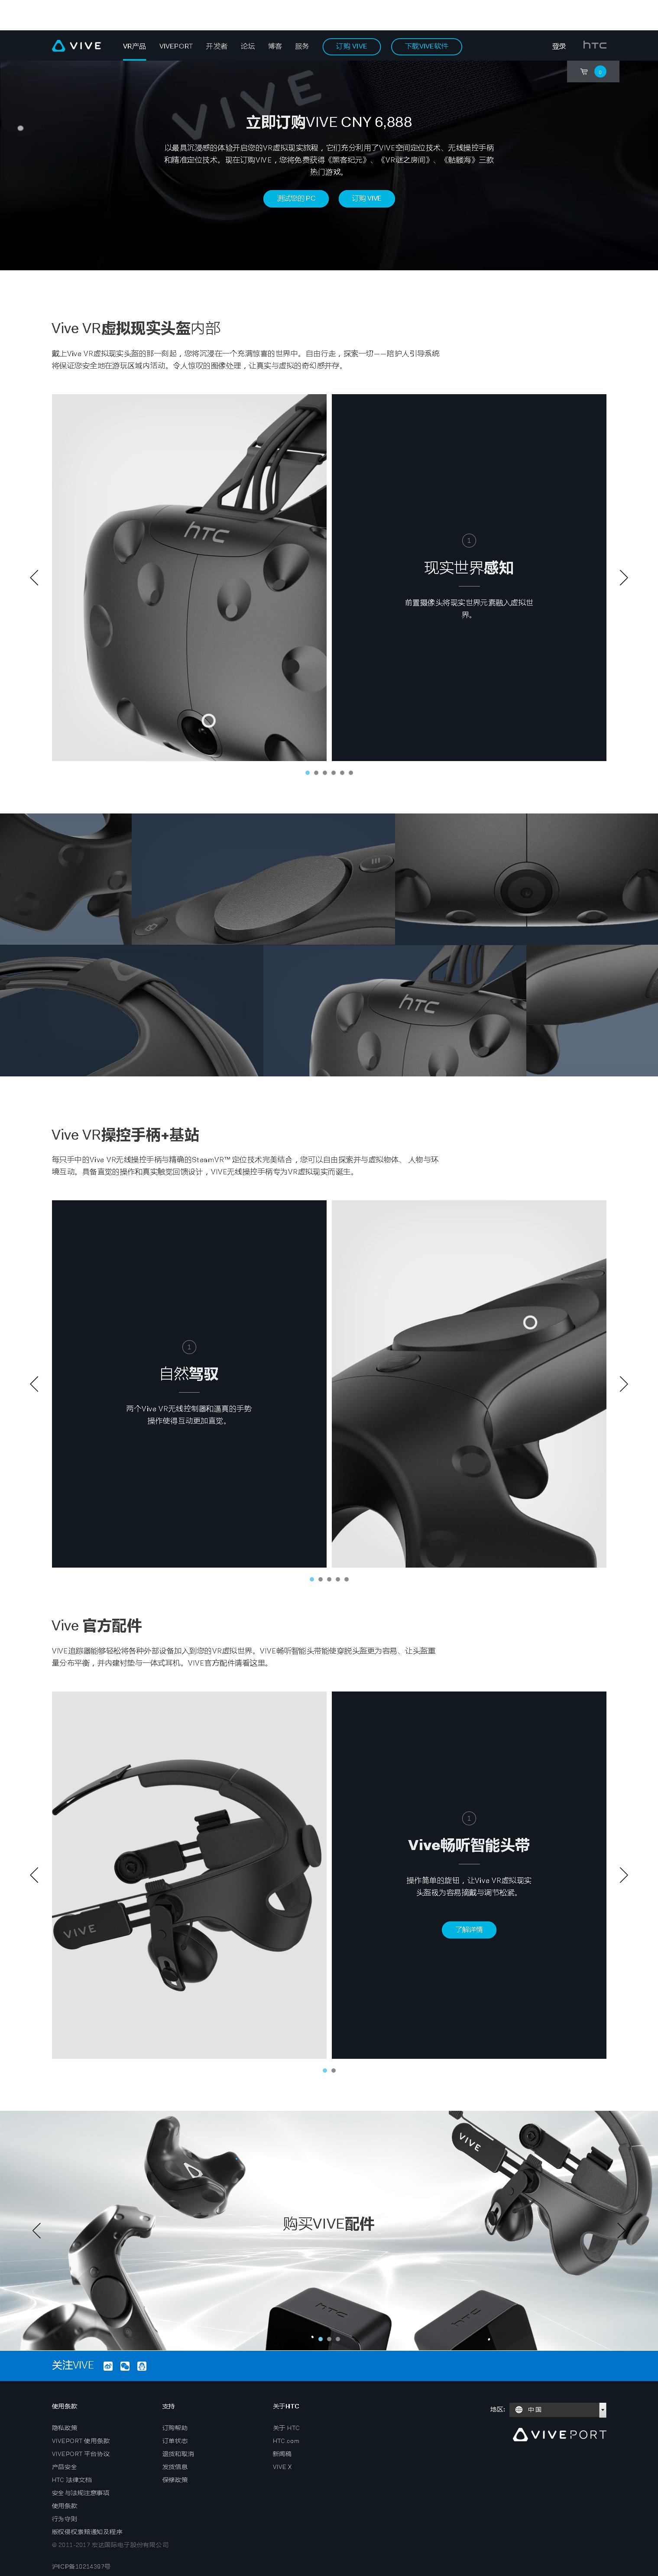 VIVE VR产品 VIVEPORT 开发者 论坛 博客 服务 订购 VIVE 下载VIVE软件 登录 htc
0
立即订购VIVE CNY 6,888
以最具沉浸感的体验开启您的VR虚拟现实旅程，它们充分利用了VIVE空间定位技术、无线操控手柄
和精准定位技术。现在订购VIVE，您将免费获得《黑客纪元》、《VR谜之房间》、《骷髅海》三款
热门游戏。
测试您的 PC 订购 VIVE
Vive VR虚拟现实头盔内部
戴上Vive VR虚拟现实头盔的那一刻起，您将沉浸在一个充满惊喜的世界中。自由行走，探索一切——陪护人引导系统
将保证您安全地在游玩区域内活动。令人惊叹的图像处理，让真实与虚拟的奇幻感并存。
htc
1
现实世界感知
前置摄像头将现实世界元素融入虚拟世
界。
htc
Vive VR操控手柄+基站
每只手中的Vive VR无线操控手柄与精确的SteamVR™ 定位技术完美结合，您可以自由探索并与虚拟物体、 人物与环
境互动。具备直觉的操作和真实触觉回馈设计，VIVE无线操控手柄专为VR虚拟现实而诞生。
1
自然驾驭
两个Vive VR无线控制器和逼真的手势
操作使得互动更加直觉。
Vive 官方配件
VIVE追踪器能够轻松将各种外部设备加入到您的VR虚拟世界。VIVE畅听智能头带能使穿脱头盔更为容易、让头盔重
量分布平衡，并内建衬垫与一体式耳机。VIVE官方配件请看这里。
VIVE
1
Vive畅听智能头带
操作简单的旋钮，让Vive VR虚拟现实
头盔极为容易摘戴与调节松紧。
了解详情
VIVE
购买VIVE配件
htc htc
关注VIVE
使用条款 支持 关于HTC 地区: 中国
隐私政策 订购帮助 关于 HTC
VIVEPORT 使用条款 订单状态 HTC.com VIVEPORT
VIVEPORT 平台协议 退货和取消 新闻稿
产品安全 发货信息 VIVE X
HTC 法律文档 保修政策
安全与法规注意事项
使用条款
行为守则
版权侵权索赔通知及程序
© 2011-2017 宏达国际电子股份有限公司
沪ICP备10214387号